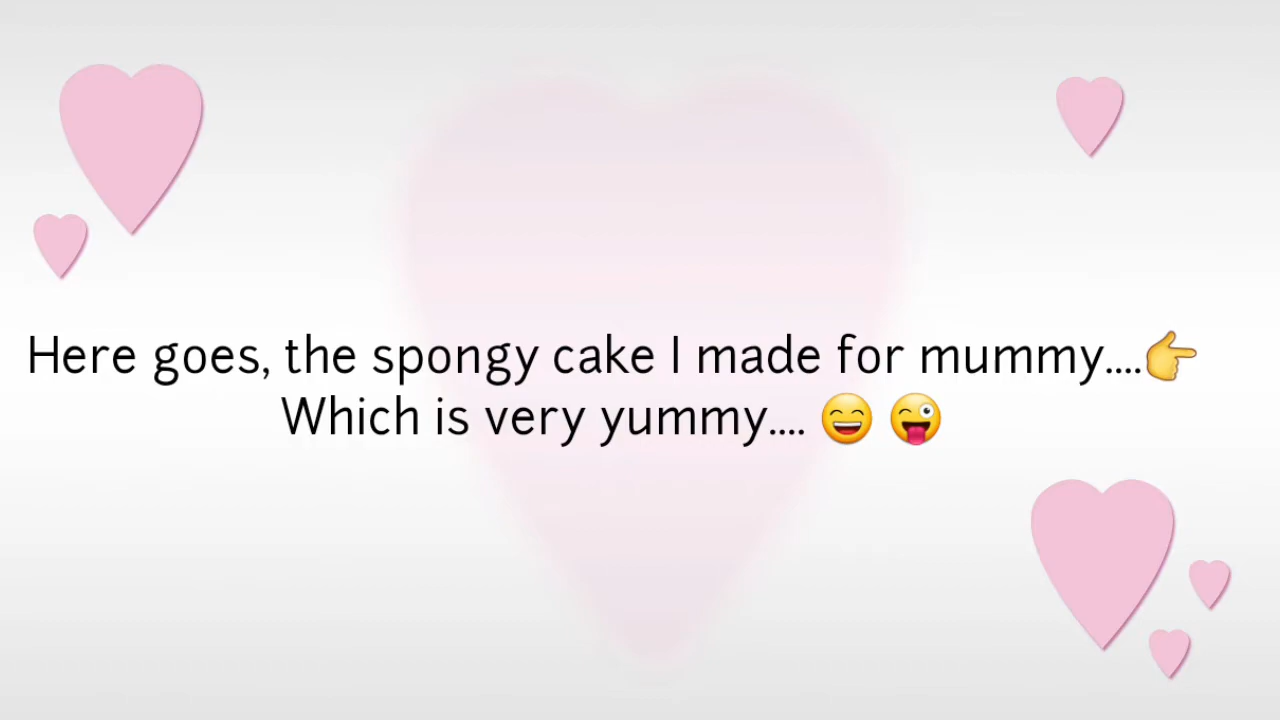 Here goes, the spongy cake I made for mummy....👉
Which is very yummy.... 😄 😜